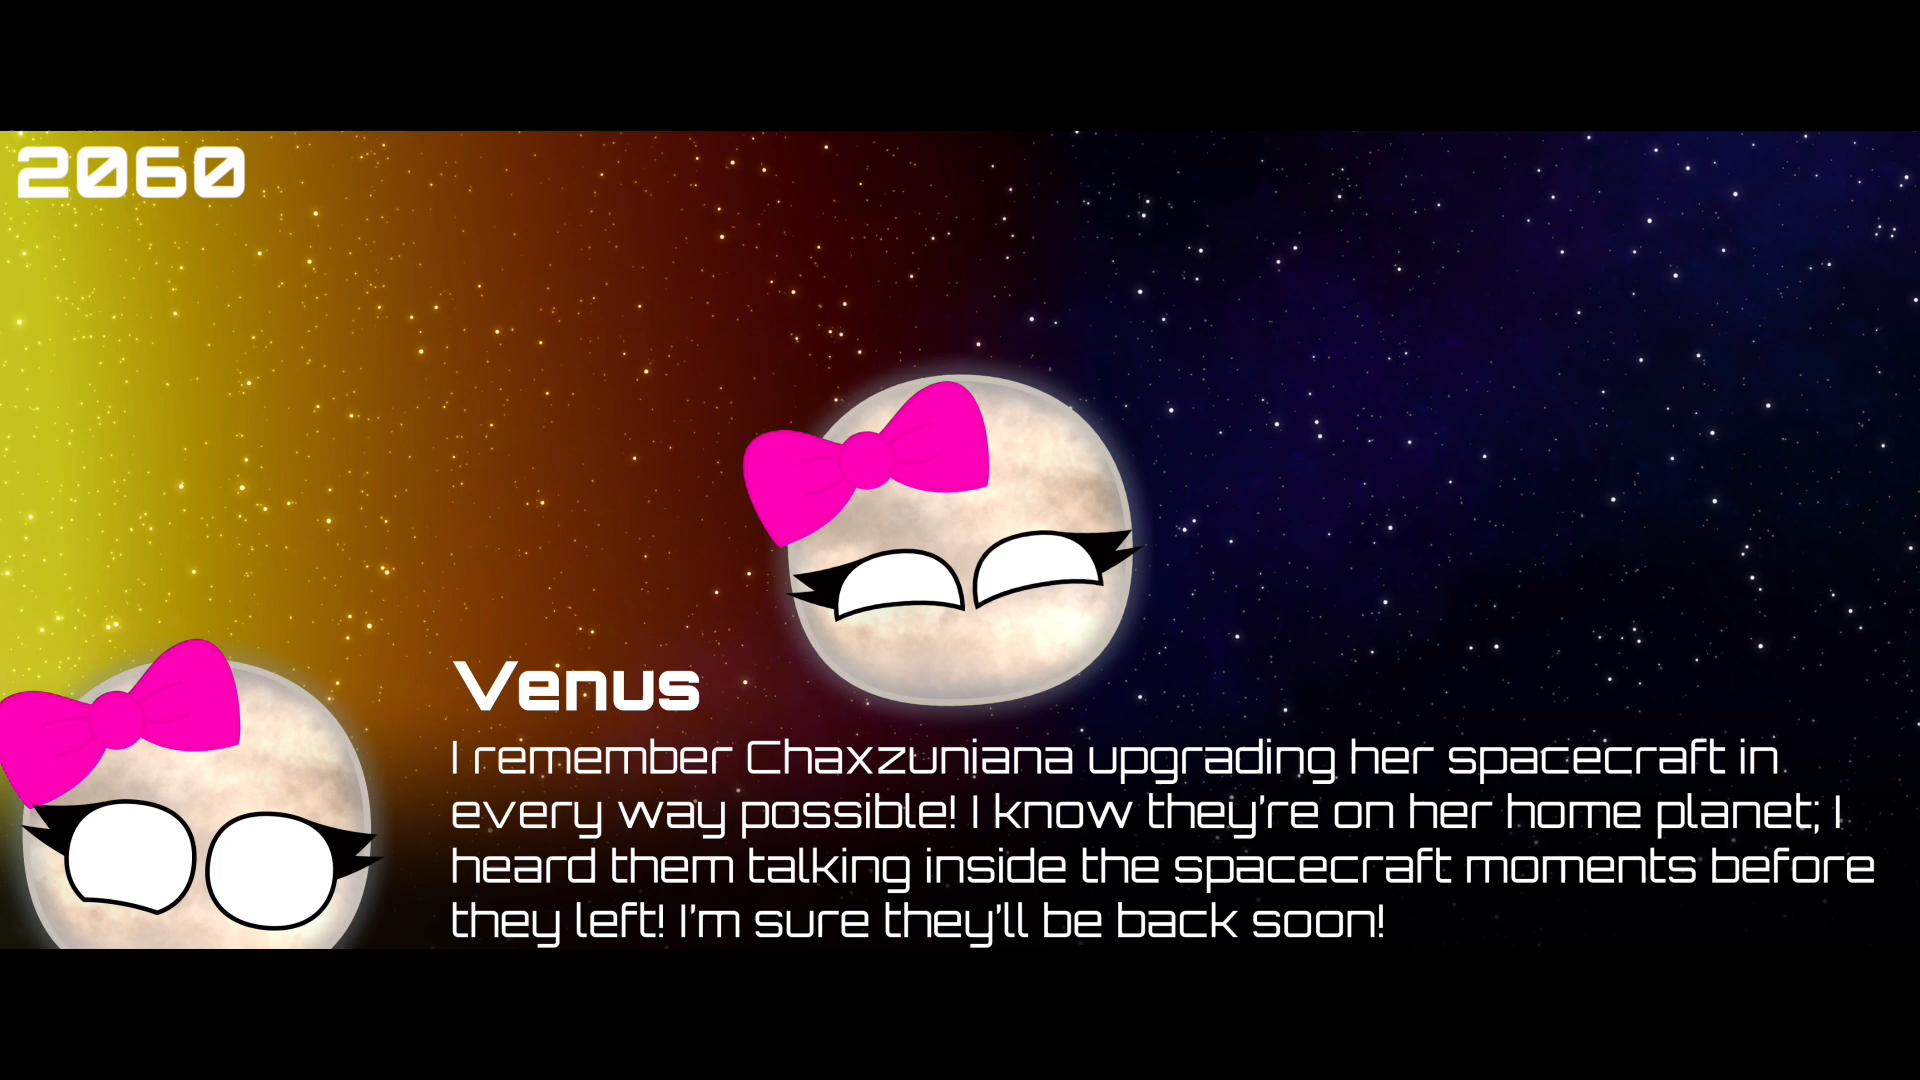 2060
Venus
I remember Chaxzuniana upgrading her spacecraft in
every way possible! I know they're on her home planet; I
heard them talking inside the spacecraft moments before
they left! I'm sure they'll be back soon!